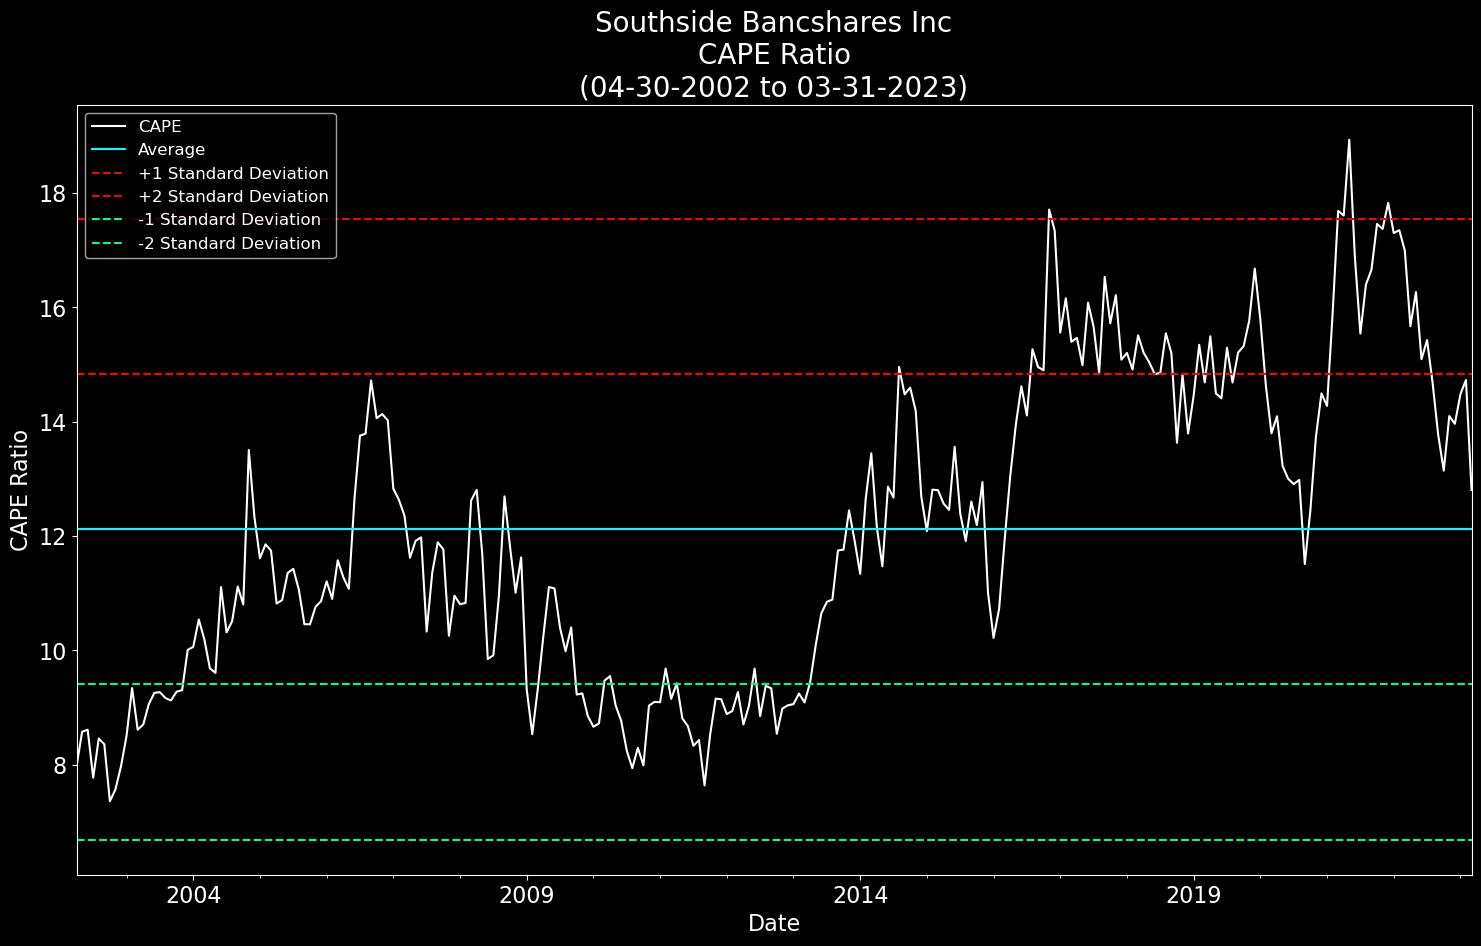 Southside Bancshares Inc
CAPE Ratio
(04-30-2002 to 03-31-2023)
CAPE
Average
+1 Standard Deviation
+2 Standard Deviation
-1 Standard Deviation
-2 Standard Deviation
18
16
14
12
10
8
CAPE Ratio
2004
2009
2014
2019
Date